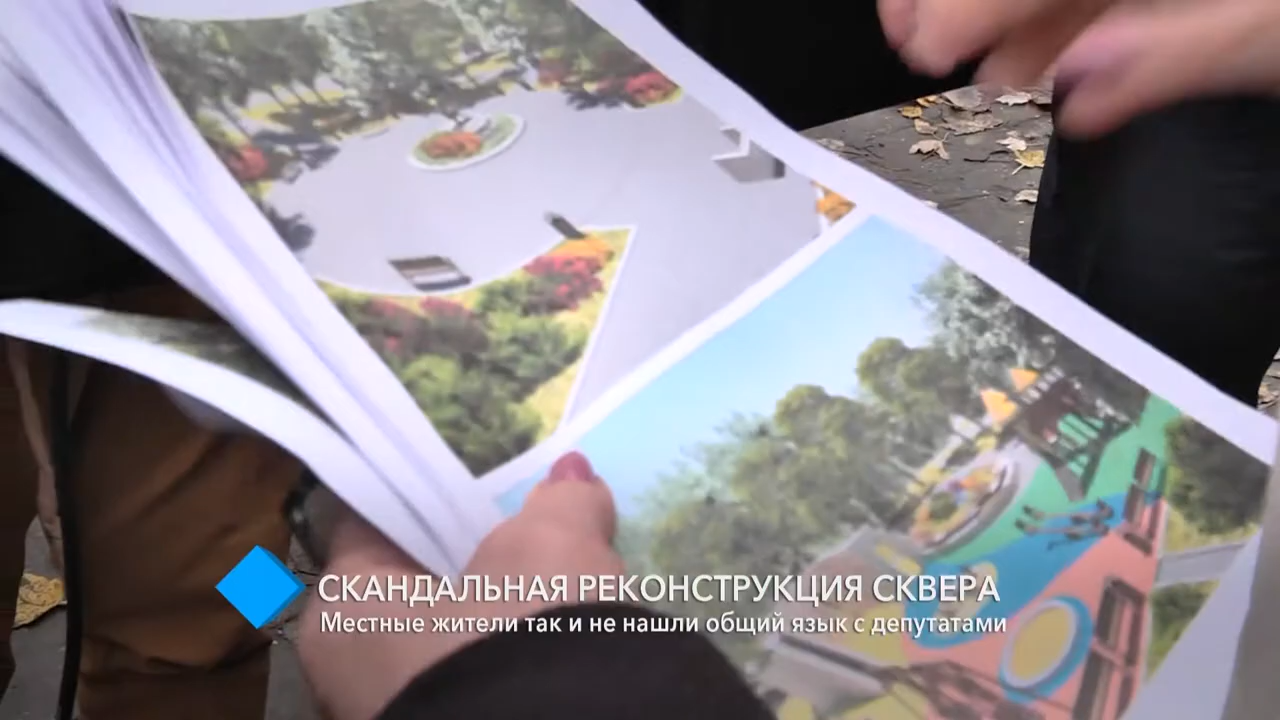 СКАНДАЛЬНАЯ РЕКОНСТРУКЦИЯ СКВЕРА
Местные жители так и не нашли общий язык с депутатами